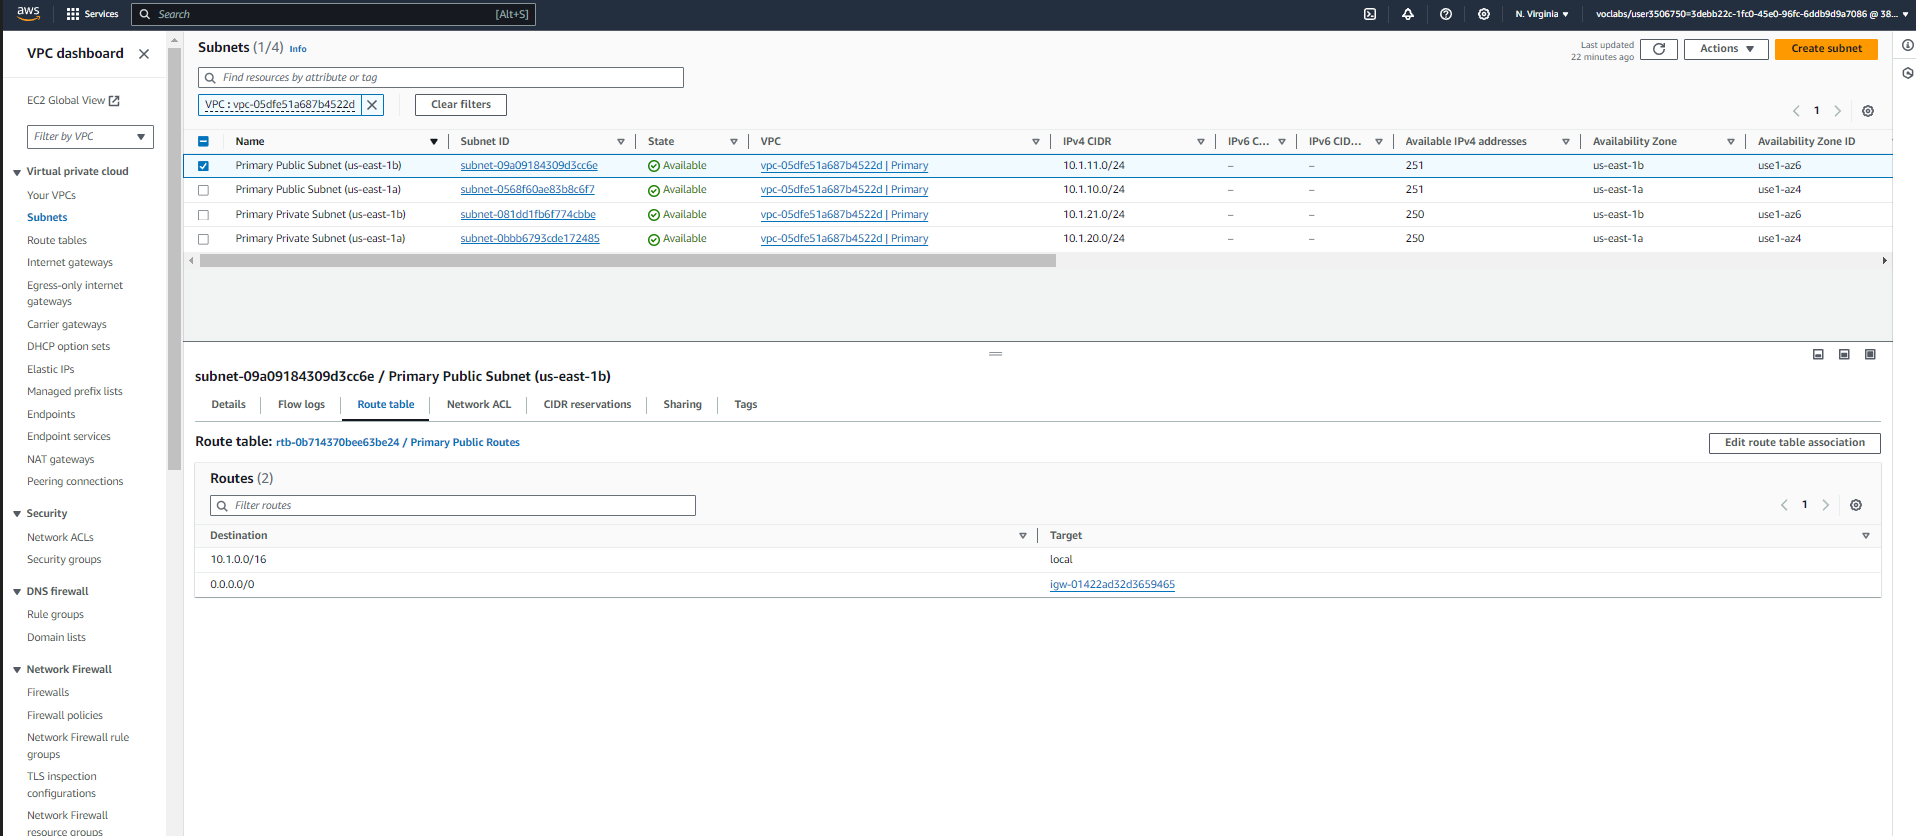 aws Services Search [Alt+S] N. Virginia voclabs/user3506750=3debb22c-1fc0-45e0-96fc-6ddb9d9a7086 @ 38...
VPC dashboard
EC2 Global View
Filter by VPC
Virtual private cloud
Your VPCs
Subnets
Route tables
Internet gateways
Egress-only internet
gateways
Carrier gateways
DHCP option sets
Elastic IPs
Managed prefix lists
Endpoints
Endpoint services
NAT gateways
Peering connections
Security
Network ACLs
Security groups
DNS firewall
Rule groups
Domain lists
Network Firewall
Firewalls
Firewall policies
Network Firewall rule
groups
TLS inspection
configurations
Network Firewall
resource groups
Subnets (1/4) Info
Last updated
22 minutes ago
Actions
Create subnet
Find resources by attribute or tag
VPC : vpc-05dfe51a687b4522d
Clear filters
1
Name Subnet ID State VPC IPv4 CIDR IPv6 C... IPv6 CID... Available IPv4 addresses Availability Zone Availability Zone ID
Primary Public Subnet (us-east-1b) subnet-09a09184309d3cc6e Available vpc-05dfe51a687b4522d | Primary 10.1.11.0/24 – – 251 us-east-1b use1-az6
Primary Public Subnet (us-east-1a) subnet-0568f60ae83b8c6f7 Available vpc-05dfe51a687b4522d | Primary 10.1.10.0/24 – – 251 us-east-1a use1-az4
Primary Private Subnet (us-east-1b) subnet-081dd1fb6f774cbbe Available vpc-05dfe51a687b4522d | Primary 10.1.21.0/24 – – 250 us-east-1b use1-az6
Primary Private Subnet (us-east-1a) subnet-0bbb6793cde172485 Available vpc-05dfe51a687b4522d | Primary 10.1.20.0/24 – – 250 us-east-1a use1-az4
subnet-09a09184309d3cc6e / Primary Public Subnet (us-east-1b)
Details Flow logs Route table Network ACL CIDR reservations Sharing Tags
Route table: rtb-0b714370bee63be24 / Primary Public Routes
Edit route table association
Routes (2)
Filter routes
1
Destination Target
10.1.0.0/16 local
0.0.0.0/0 igw-01422ad32d3659465